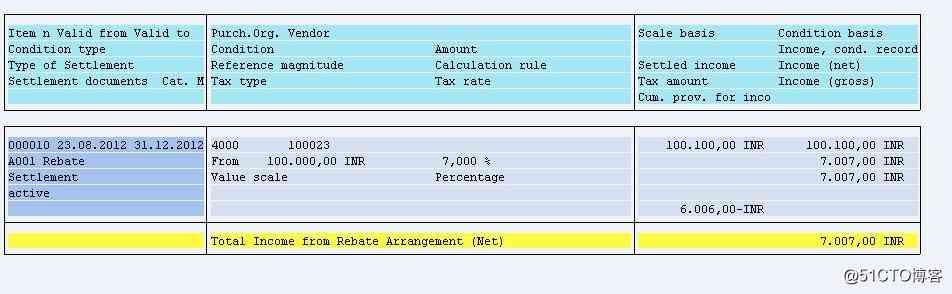 Item n Valid from Valid to Purch.Org. Vendor Scale basis Condition basis
Condition type Condition Amount Income, cond. record
Type of Settlement Reference magnitude Calculation rule Settled income Income (net)
Settlement documents Cat. M Tax type Tax rate Tax amount Income (gross)
Cum. prov. for inco
000010 23.08.2012 31.12.2012 4000 100023 100.100,00 INR 100.100,00 INR
A001 Rebate From 100.000,00 INR 7,000 % 7.007,00 INR
Settlement Value scale Percentage 7.007,00 INR
active
6.006,00-INR
Total Income from Rebate Arrangement (Net) 7.007,00 INR
@51CTO博客